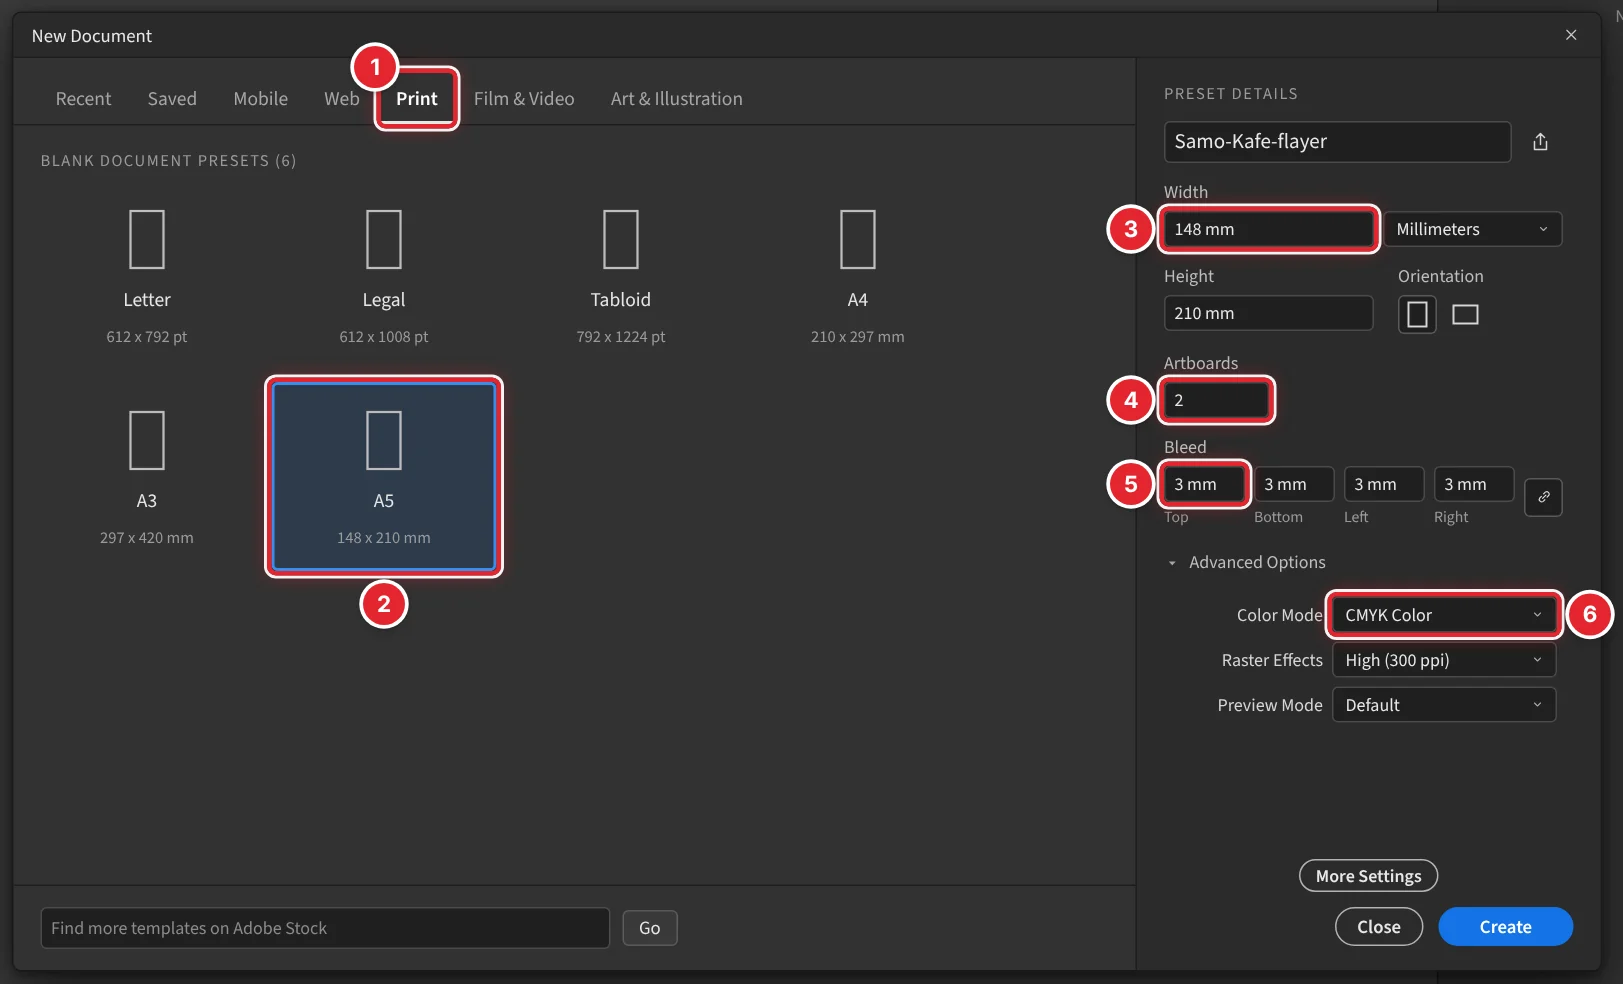 New Document
1
Recent Saved Mobile Web Print Film & Video Art & Illustration
BLANK DOCUMENT PRESETS (6)
Letter
612 x 792 pt
Legal
612 x 1008 pt
Tabloid
792 x 1224 pt
A4
210 x 297 mm
A3
297 x 420 mm
A5
148 x 210 mm
2
Find more templates on Adobe Stock
Go
PRESET DETAILS
Samo-Kafe-flayer
Width
3
148 mm
Millimeters
Height
Orientation
210 mm
Artboards
4
2
Bleed
5
3 mm 3 mm 3 mm 3 mm
Top Bottom Left Right
Advanced Options
Color Mode CMYK Color
6
Raster Effects High (300 ppi)
Preview Mode Default
More Settings
Close
Create